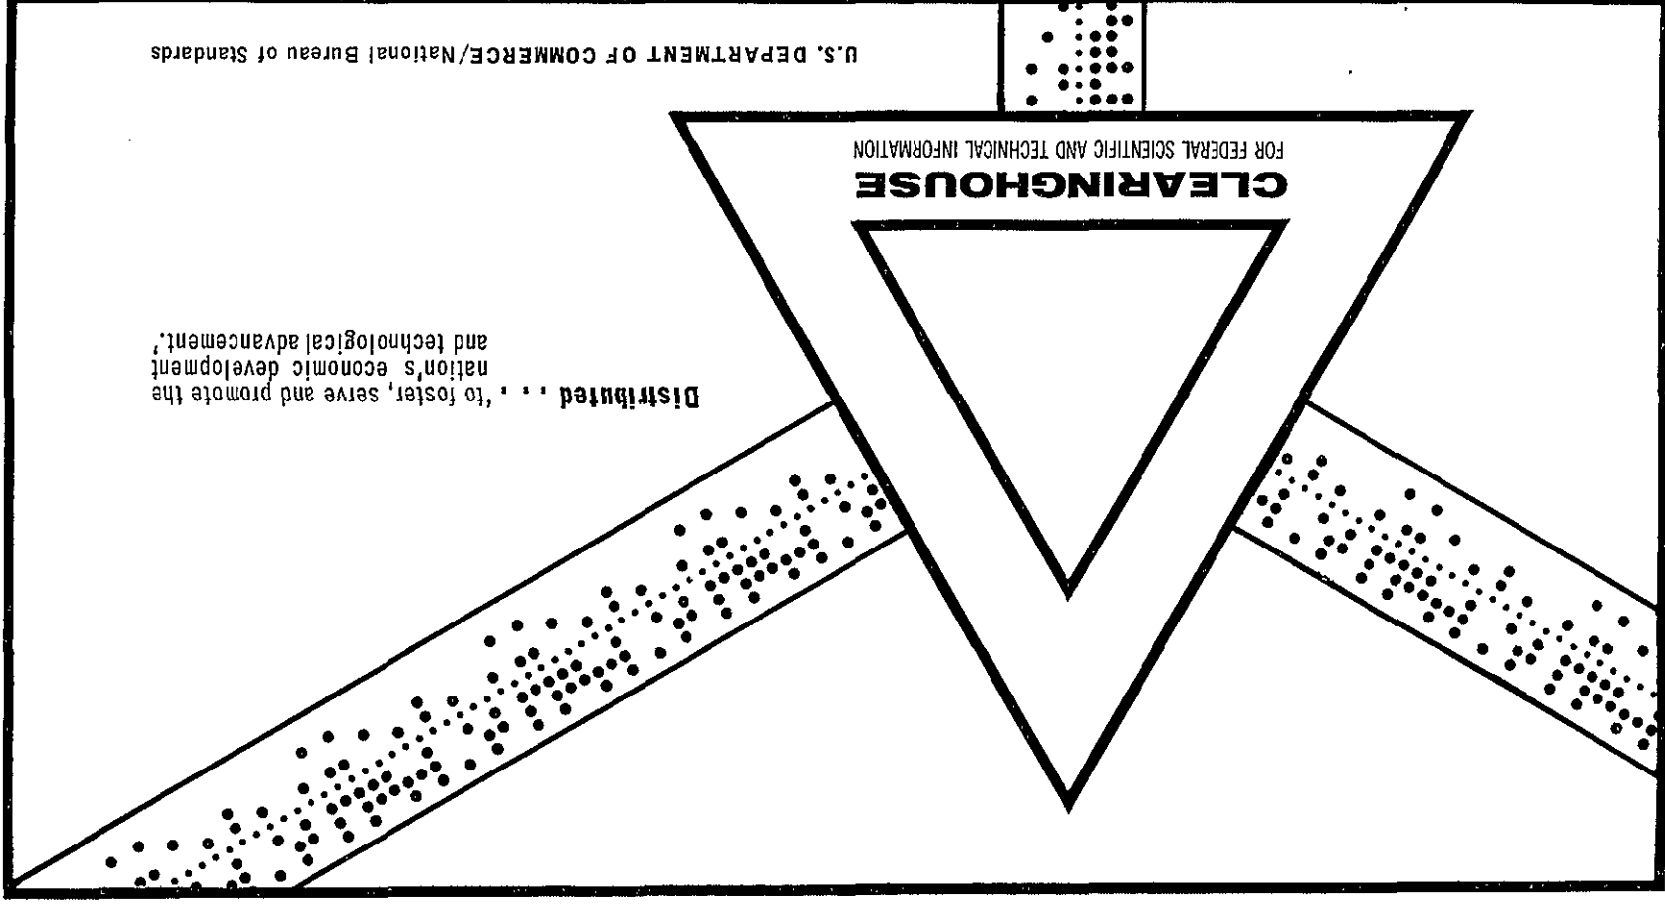 Distributed . . . . 'to foster, serve and promote the
nation's economic development
and technological advancement.'
CLEARINGHOUSE
FOR FEDERAL SCIENTIFIC AND TECHNICAL INFORMATION
U.S. DEPARTMENT OF COMMERCE/National Bureau of Standards